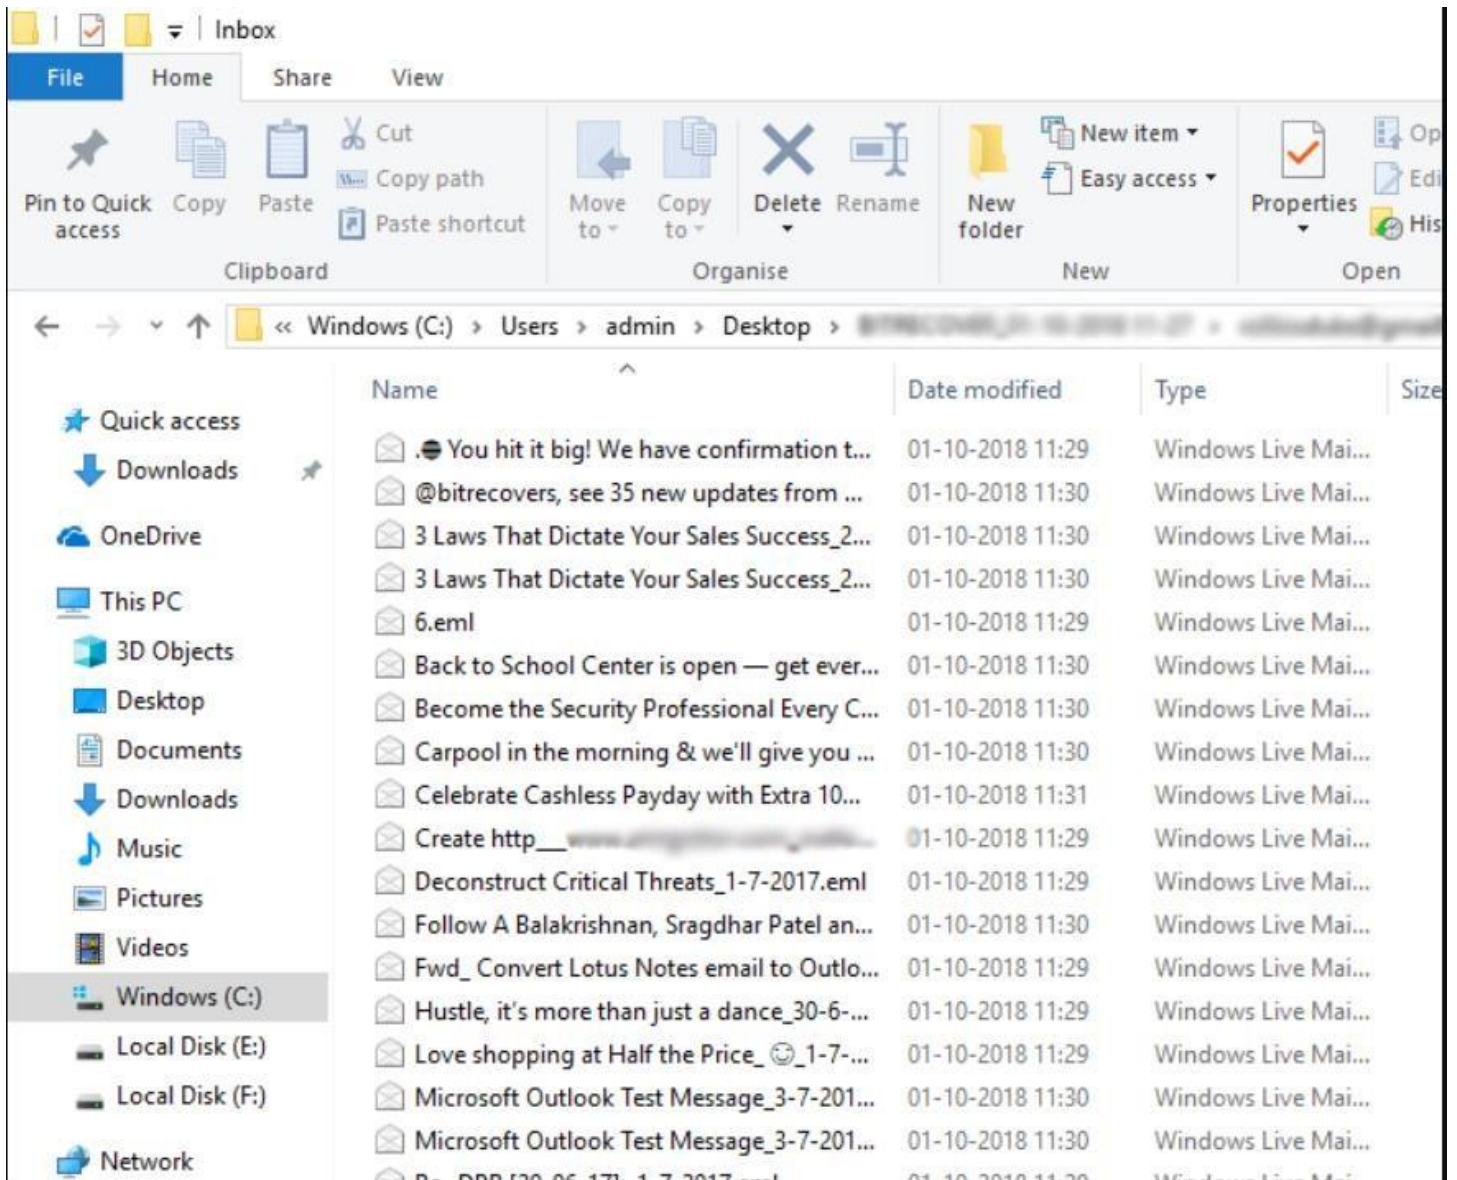 Inbox
File Home Share View
Pin to Quick access
Copy
Paste
Cut
Copy path
Paste shortcut
Clipboard
Move to
Copy to
Delete
Rename
Organise
New folder
New item
Easy access
New
Properties
Op
Edi
His
Open
« Windows (C:) › Users › admin › Desktop ›
Name Date modified Type Size
Quick access
Downloads
OneDrive
This PC
3D Objects
Desktop
Documents
Downloads
Music
Pictures
Videos
Windows (C:)
Local Disk (E:)
Local Disk (F:)
Network
. You hit it big! We have confirmation t... 01-10-2018 11:29 Windows Live Mai...
@bitrecovers, see 35 new updates from ... 01-10-2018 11:30 Windows Live Mai...
3 Laws That Dictate Your Sales Success_2... 01-10-2018 11:30 Windows Live Mai...
3 Laws That Dictate Your Sales Success_2... 01-10-2018 11:30 Windows Live Mai...
6.eml 01-10-2018 11:29 Windows Live Mai...
Back to School Center is open — get ever... 01-10-2018 11:30 Windows Live Mai...
Become the Security Professional Every C... 01-10-2018 11:30 Windows Live Mai...
Carpool in the morning & we'll give you ... 01-10-2018 11:30 Windows Live Mai...
Celebrate Cashless Payday with Extra 10... 01-10-2018 11:31 Windows Live Mai...
Create http__ 01-10-2018 11:29 Windows Live Mai...
Deconstruct Critical Threats_1-7-2017.eml 01-10-2018 11:29 Windows Live Mai...
Follow A Balakrishnan, Sragdhar Patel an... 01-10-2018 11:30 Windows Live Mai...
Fwd_ Convert Lotus Notes email to Outlo... 01-10-2018 11:29 Windows Live Mai...
Hustle, it's more than just a dance_30-6-... 01-10-2018 11:29 Windows Live Mai...
Love shopping at Half the Price_ ☺_1-7-... 01-10-2018 11:29 Windows Live Mai...
Microsoft Outlook Test Message_3-7-201... 01-10-2018 11:30 Windows Live Mai...
Microsoft Outlook Test Message_3-7-201... 01-10-2018 11:30 Windows Live Mai...